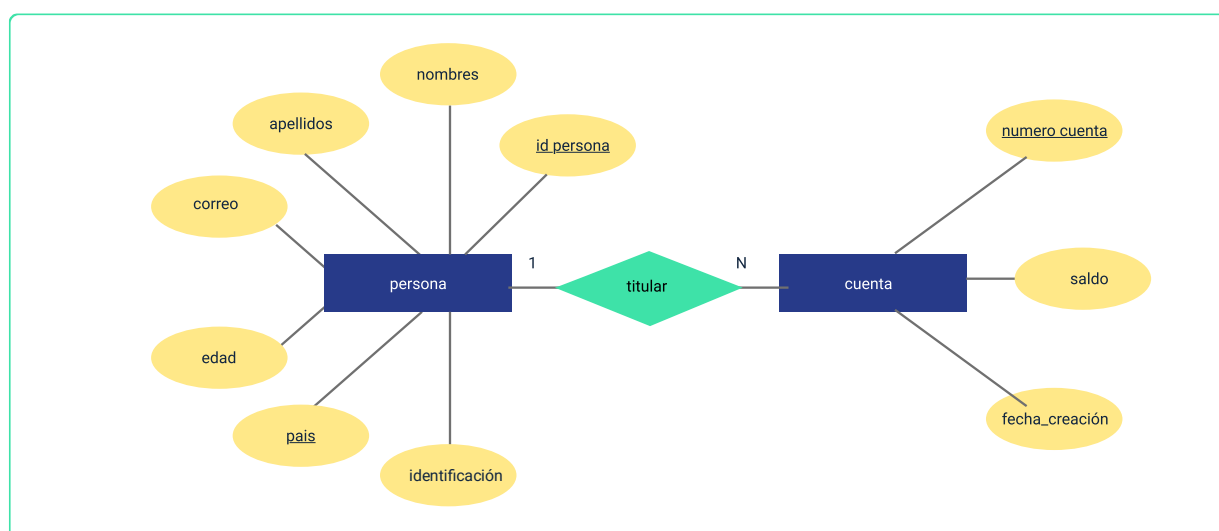 nombres
apellidos
id persona
numero cuenta
correo
1
N
persona
titular
cuenta
saldo
edad
pais
fecha_creación
identificación